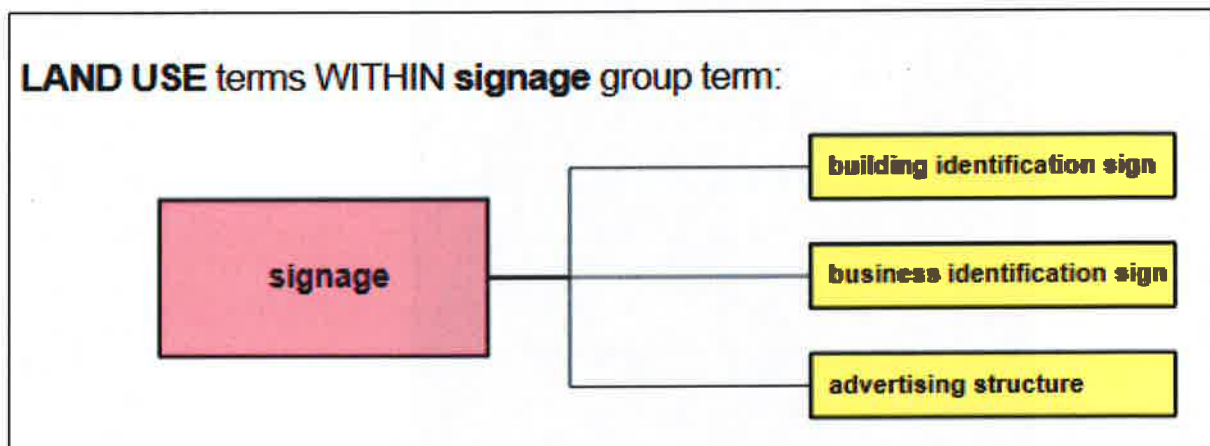 LAND USE terms WITHIN signage group term:
building identification sign
signage
business identification sign
advertising structure